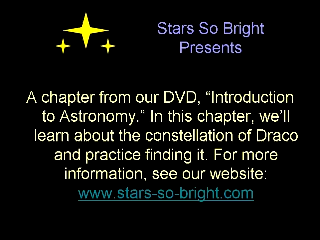 Stars So Bright
Presents
A chapter from our DVD, “Introduction
to Astronomy.” In this chapter, we’ll
learn about the constellation of Draco
and practice finding it. For more
information, see our website:
www.stars-so-bright.com